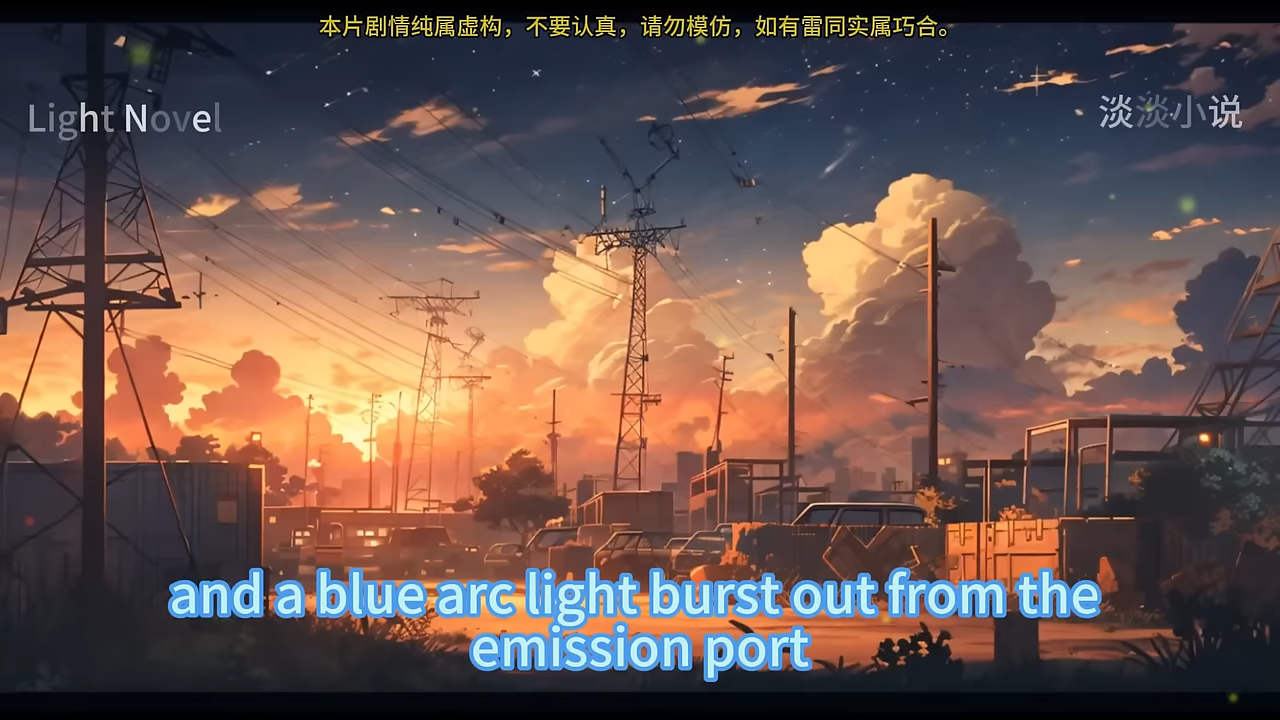 本片剧情纯属虚构，不要认真，请勿模仿，如有雷同实属巧合。
Light Novel
淡淡小说
and a blue arc light burst out from the
emission port